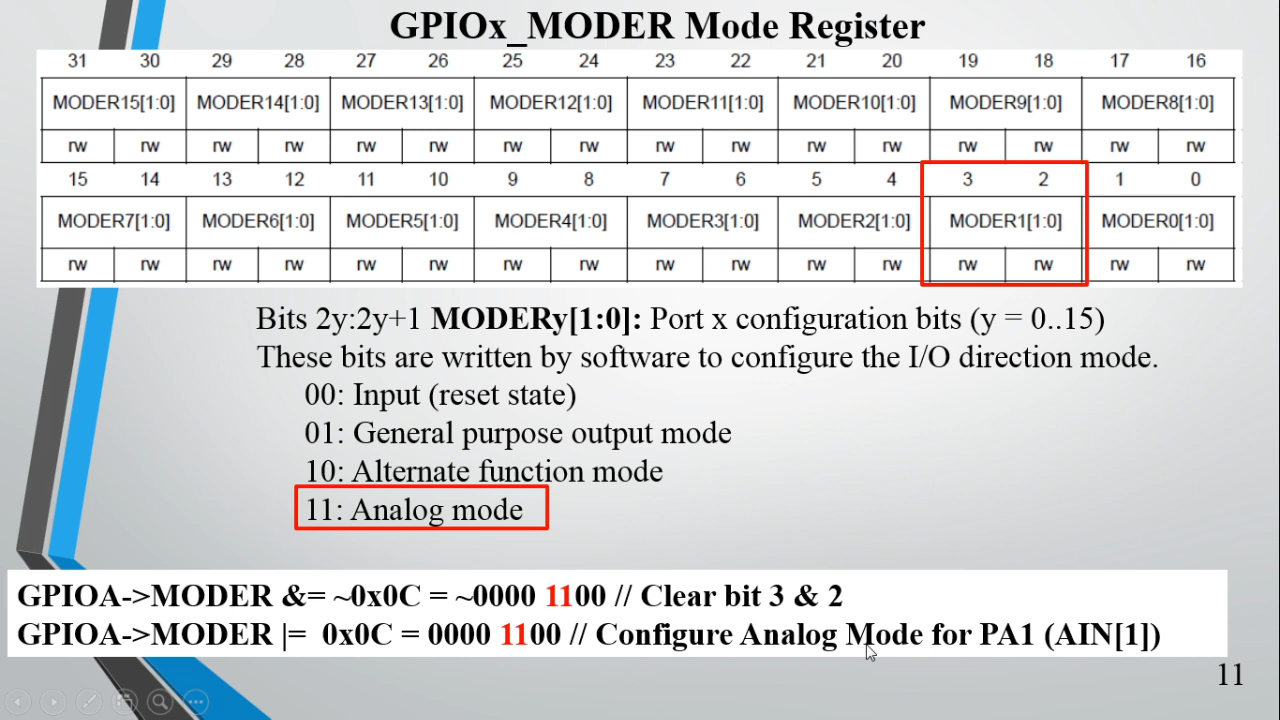 GPIOx_MODER Mode Register
31 30 29 28 27 26 25 24 23 22 21 20 19 18 17 16
MODER15[1:0] MODER14[1:0] MODER13[1:0] MODER12[1:0] MODER11[1:0] MODER10[1:0] MODER9[1:0] MODER8[1:0]
rw rw rw rw rw rw rw rw rw rw rw rw rw rw rw rw
15 14 13 12 11 10 9 8 7 6 5 4 3 2 1 0
MODER7[1:0] MODER6[1:0] MODER5[1:0] MODER4[1:0] MODER3[1:0] MODER2[1:0] MODER1[1:0] MODER0[1:0]
rw rw rw rw rw rw rw rw rw rw rw rw rw rw rw rw
Bits 2y:2y+1 MODERy[1:0]: Port x configuration bits (y = 0..15)
These bits are written by software to configure the I/O direction mode.
00: Input (reset state)
01: General purpose output mode
10: Alternate function mode
11: Analog mode
GPIOA->MODER &= ~0x0C = ~0000 1100 // Clear bit 3 & 2
GPIOA->MODER |= 0x0C = 0000 1100 // Configure Analog Mode for PA1 (AIN[1])
11